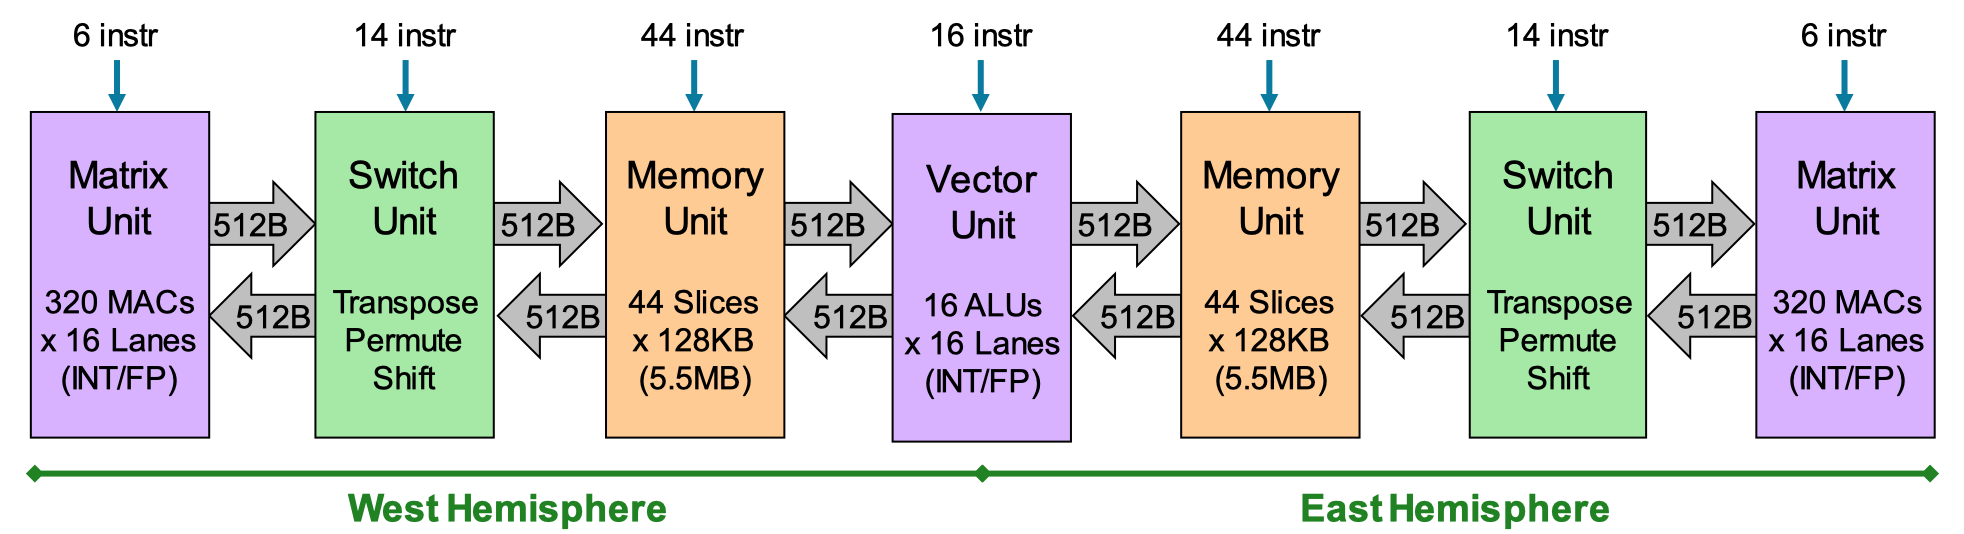 6 instr
14 instr
44 instr
16 instr
44 instr
14 instr
6 instr
Matrix
Unit
320 MACs
x 16 Lanes
(INT/FP)
512B
512B
Switch
Unit
Transpose
Permute
Shift
512B
512B
Memory
Unit
44 Slices
x 128KB
(5.5MB)
512B
512B
Vector
Unit
16 ALUs
x 16 Lanes
(INT/FP)
512B
512B
Memory
Unit
44 Slices
x 128KB
(5.5MB)
512B
512B
Switch
Unit
Transpose
Permute
Shift
512B
512B
Matrix
Unit
320 MACs
x 16 Lanes
(INT/FP)
West Hemisphere
East Hemisphere